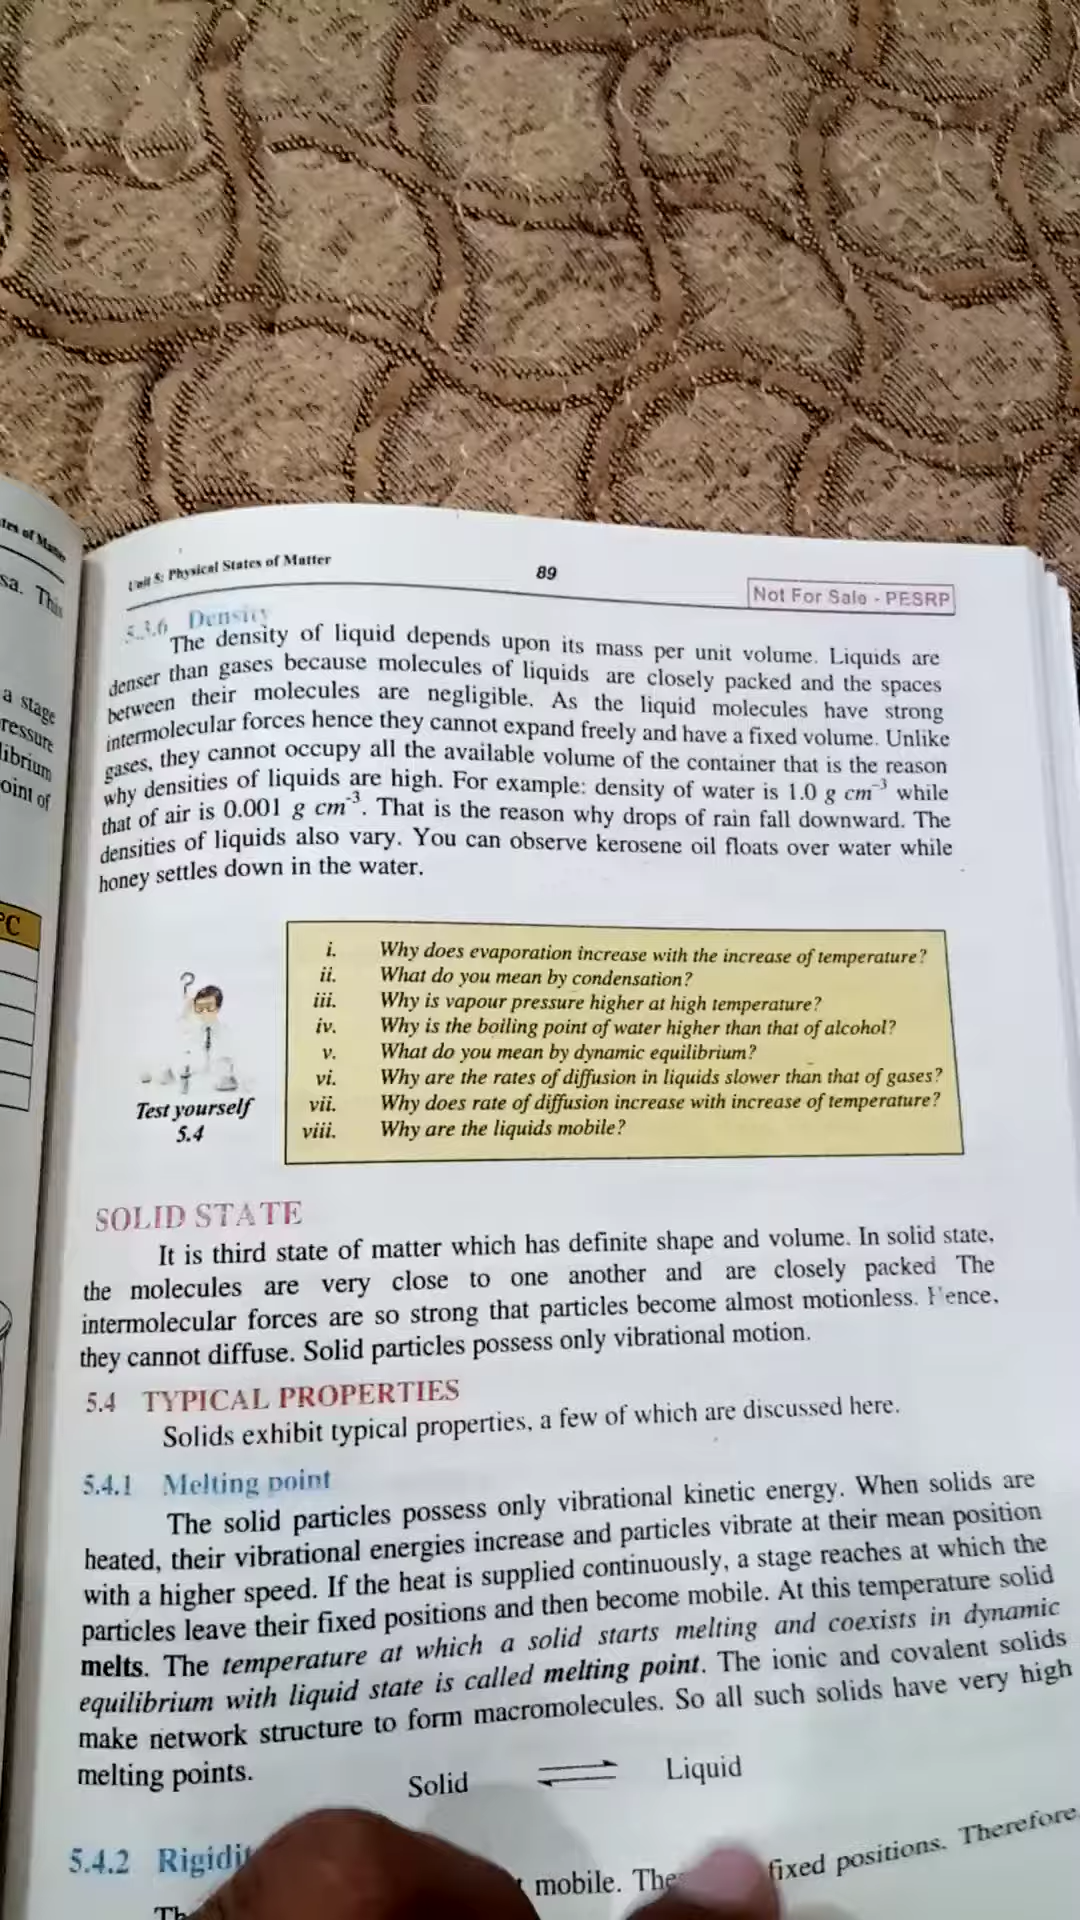 tes of Matter
sa. This
a stage
ressure
librium
oint of
°C
Unit 5: Physical States of Matter
89
Not For Sale - PESRP
5.3.6 Density
The density of liquid depends upon its mass per unit volume. Liquids are
denser than gases because molecules of liquids are closely packed and the spaces
between their molecules are negligible. As the liquid molecules have strong
intermolecular forces hence they cannot expand freely and have a fixed volume. Unlike
gases, they cannot occupy all the available volume of the container that is the reason
why densities of liquids are high. For example: density of water is 1.0 g cm⁻³ while
that of air is 0.001 g cm⁻³. That is the reason why drops of rain fall downward. The
densities of liquids also vary. You can observe kerosene oil floats over water while
honey settles down in the water.
?
Test yourself
5.4
i. Why does evaporation increase with the increase of temperature?
ii. What do you mean by condensation?
iii. Why is vapour pressure higher at high temperature?
iv. Why is the boiling point of water higher than that of alcohol?
v. What do you mean by dynamic equilibrium?
vi. Why are the rates of diffusion in liquids slower than that of gases?
vii. Why does rate of diffusion increase with increase of temperature?
viii. Why are the liquids mobile?
SOLID STATE
It is third state of matter which has definite shape and volume. In solid state,
the molecules are very close to one another and are closely packed The
intermolecular forces are so strong that particles become almost motionless. Hence,
they cannot diffuse. Solid particles possess only vibrational motion.
5.4 TYPICAL PROPERTIES
Solids exhibit typical properties, a few of which are discussed here.
5.4.1 Melting point
The solid particles possess only vibrational kinetic energy. When solids are
heated, their vibrational energies increase and particles vibrate at their mean position
with a higher speed. If the heat is supplied continuously, a stage reaches at which the
particles leave their fixed positions and then become mobile. At this temperature solid
melts. The temperature at which a solid starts melting and coexists in dynamic
equilibrium with liquid state is called melting point. The ionic and covalent solids
make network structure to form macromolecules. So all such solids have very high
melting points.
Solid ⇌ Liquid
5.4.2 Rigidit
mobile. The fixed positions. Therefore
Th